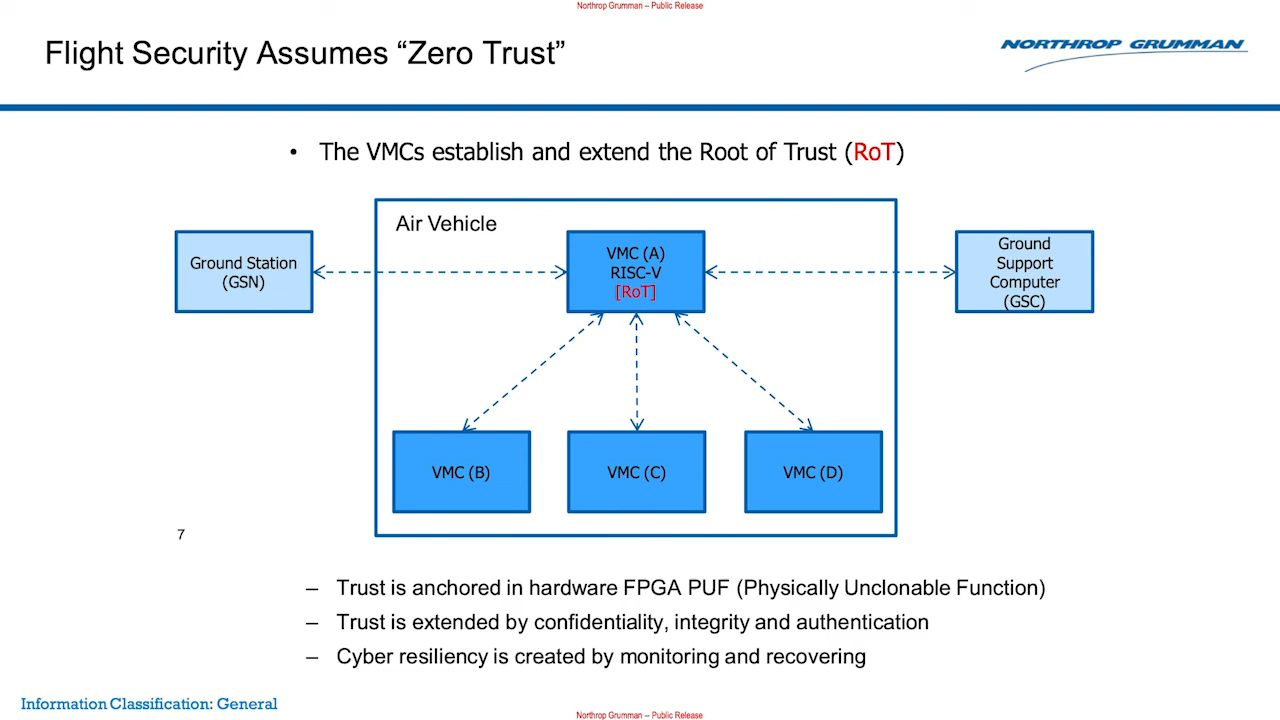 Northrop Grumman – Public Release
Flight Security Assumes “Zero Trust”
NORTHROP GRUMMAN
• The VMCs establish and extend the Root of Trust (RoT)
Air Vehicle
Ground Station
(GSN)
VMC (A)
RISC-V
[RoT]
Ground
Support
Computer
(GSC)
VMC (B)
VMC (C)
VMC (D)
7
– Trust is anchored in hardware FPGA PUF (Physically Unclonable Function)
– Trust is extended by confidentiality, integrity and authentication
– Cyber resiliency is created by monitoring and recovering
Information Classification: General
Northrop Grumman – Public Release